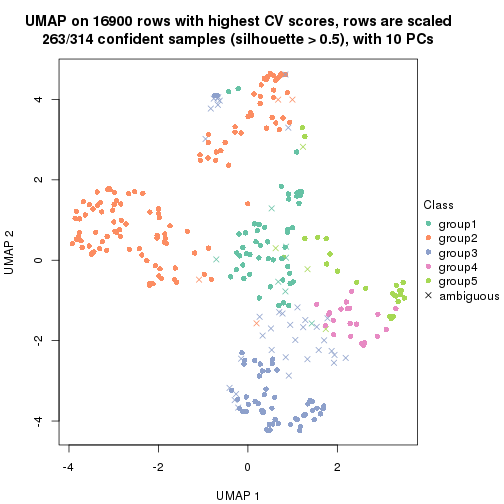 UMAP on 16900 rows with highest CV scores, rows are scaled
263/314 confident samples (silhouette > 0.5), with 10 PCs
4
2
0
-2
-4
UMAP 2
-4
-2
0
2
UMAP 1
Class
group1
group2
group3
group4
group5
ambiguous